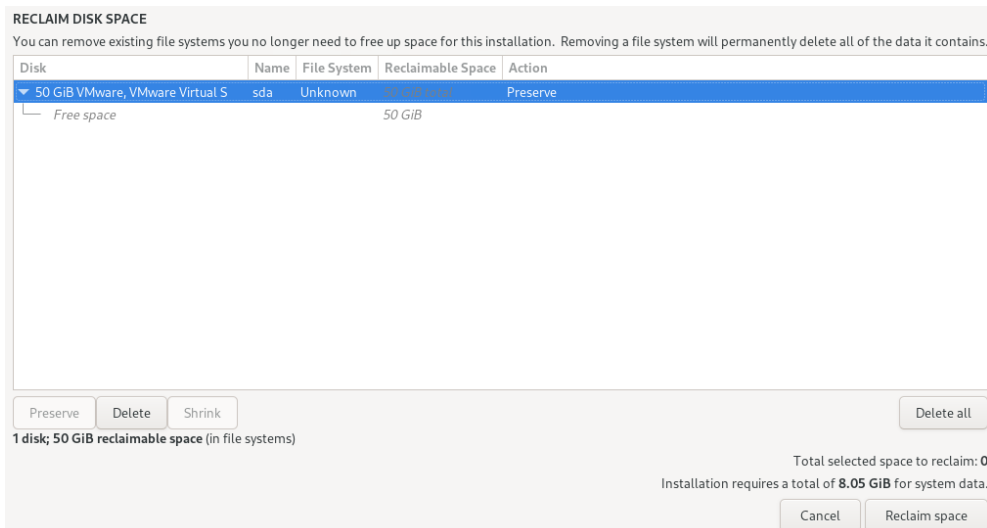 RECLAIM DISK SPACE
You can remove existing file systems you no longer need to free up space for this installation. Removing a file system will permanently delete all of the data it contains.
Disk Name File System Reclaimable Space Action
50 GiB VMware, VMware Virtual S sda Unknown Preserve
Free space 50 GiB
Preserve Delete Shrink Delete all
1 disk; 50 GiB reclaimable space (in file systems)
Total selected space to reclaim: 0
Installation requires a total of 8.05 GiB for system data.
Cancel Reclaim space